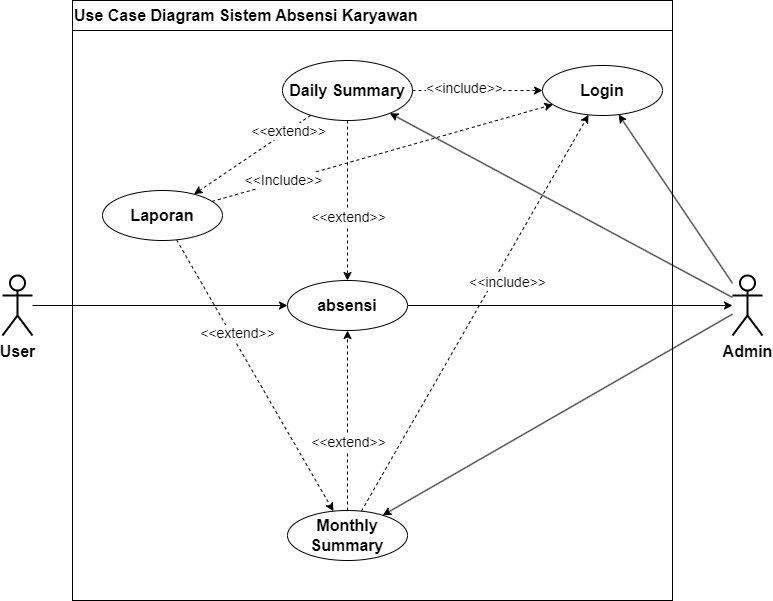 Use Case Diagram Sistem Absensi Karyawan
Daily Summary
<<include>>
Login
<<extend>>
<<Include>>
Laporan
<<extend>>
<<include>>
absensi
<<extend>>
User
Admin
<<extend>>
Monthly
Summary